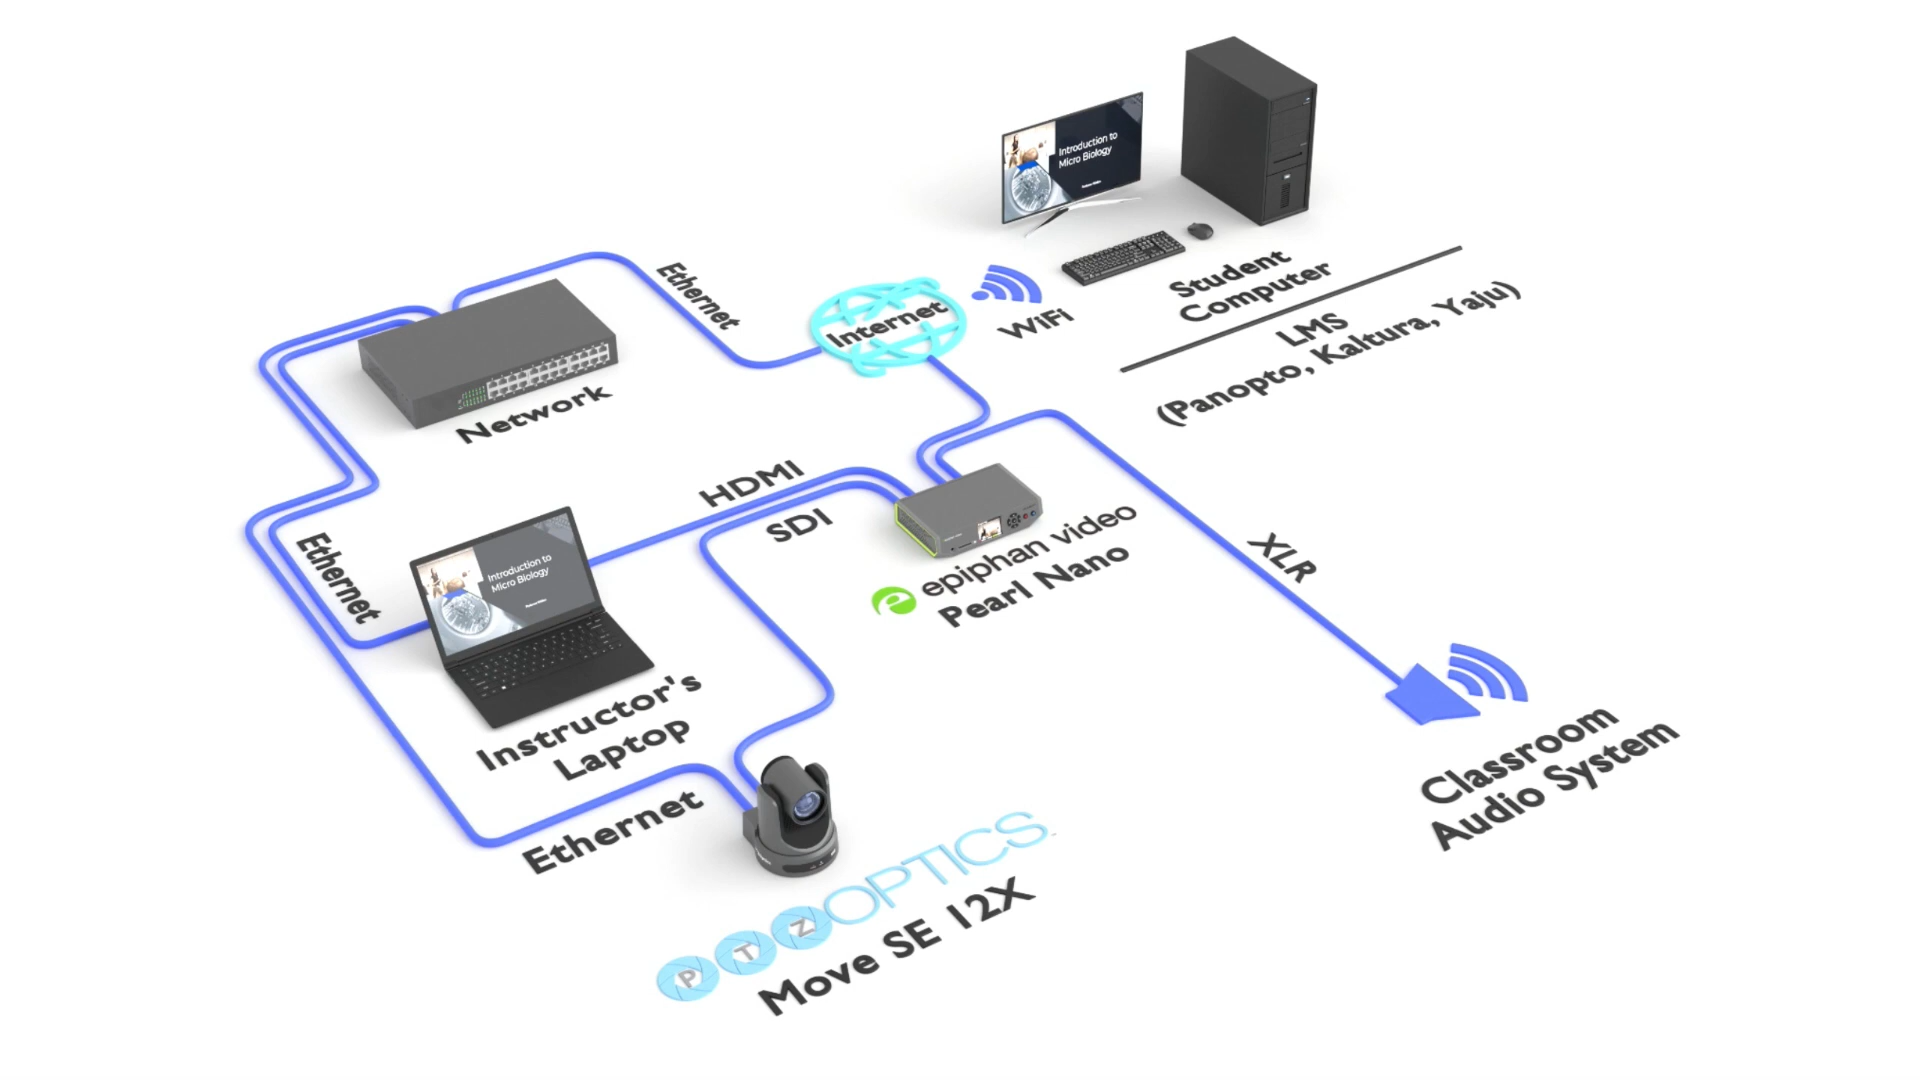 Introduction to
Micro Biology
Student
Computer
LMS
(Panopto, Kaltura, Yaju)
Ethernet
Internet
WiFi
Network
HDMI
SDI
epiphan video
Pearl Nano
XLR
Ethernet
Introduction to
Micro Biology
Instructor's
Laptop
Classroom
Audio System
Ethernet
PTZOPTICS
Move SE 12X